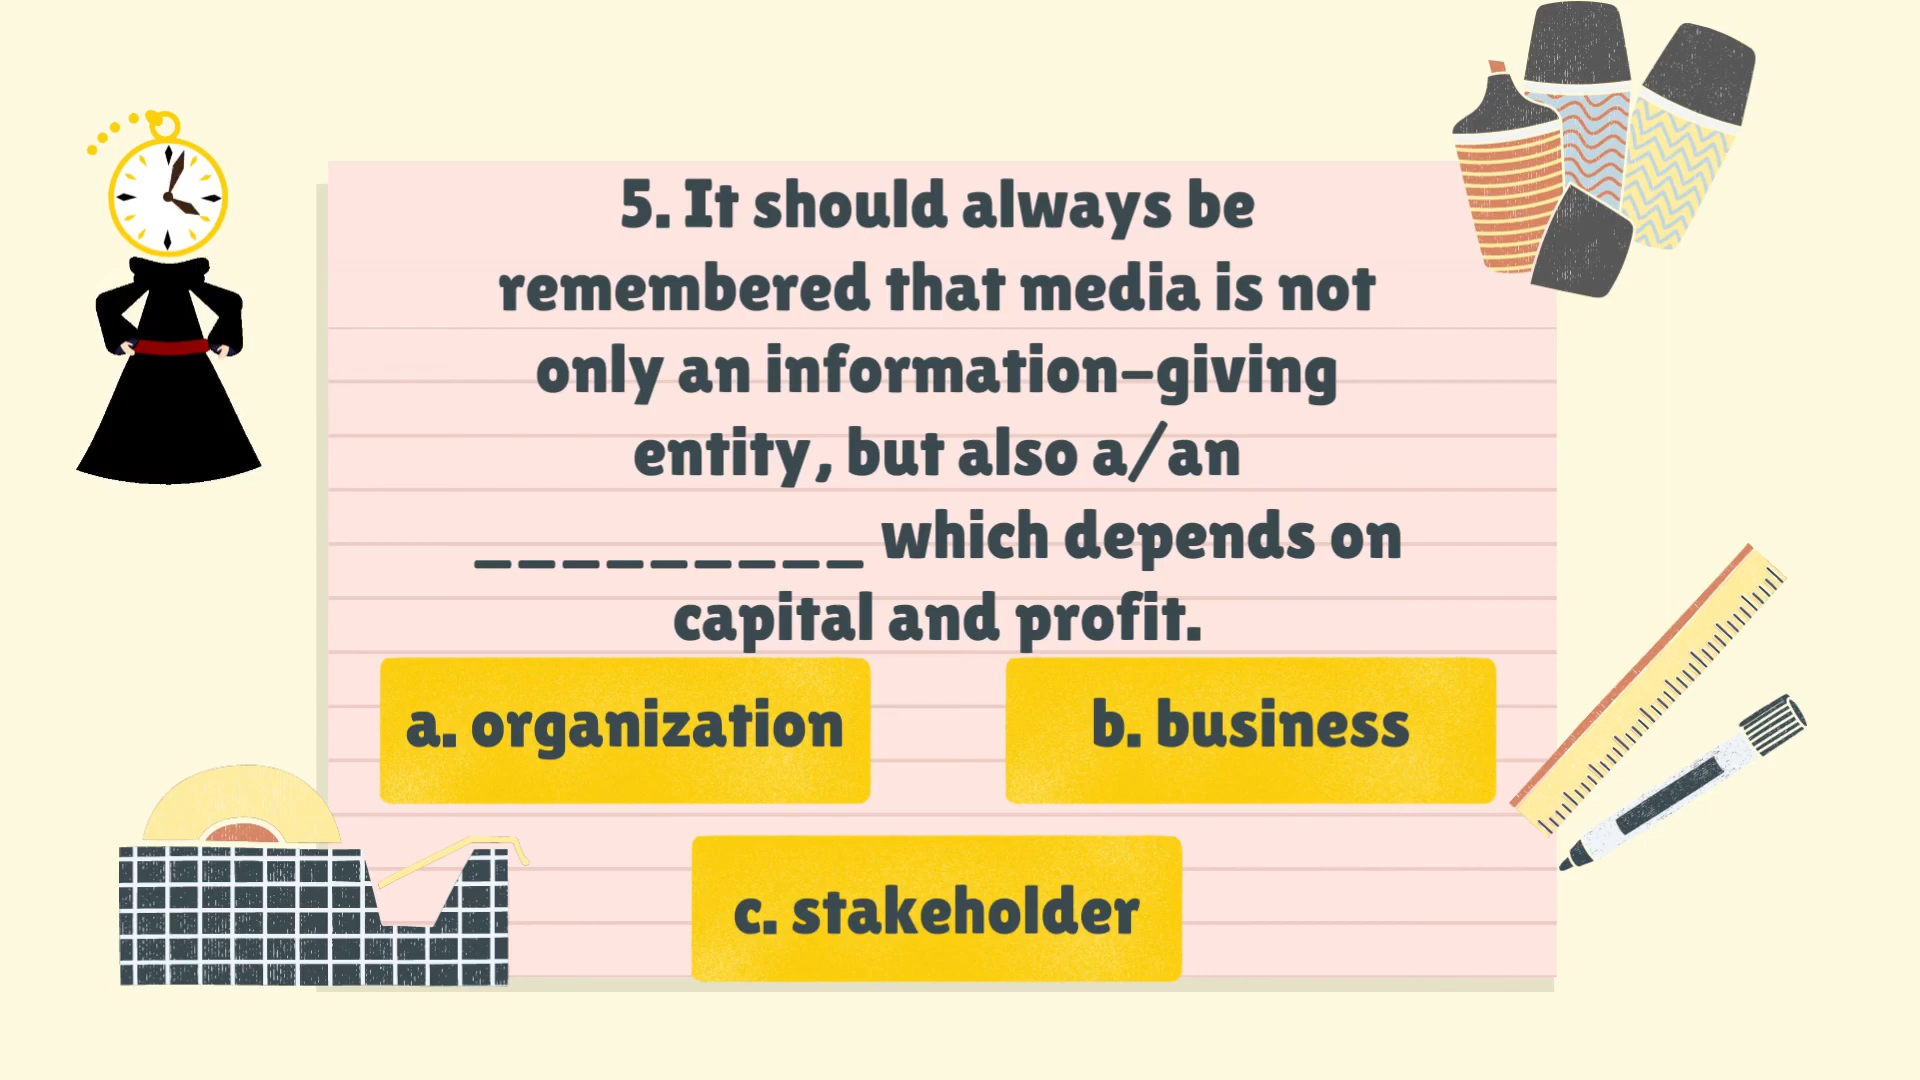 5. It should always be
remembered that media is not
only an information-giving
entity, but also a/an
_________ which depends on
capital and profit.
a. organization
b. business
c. stakeholder